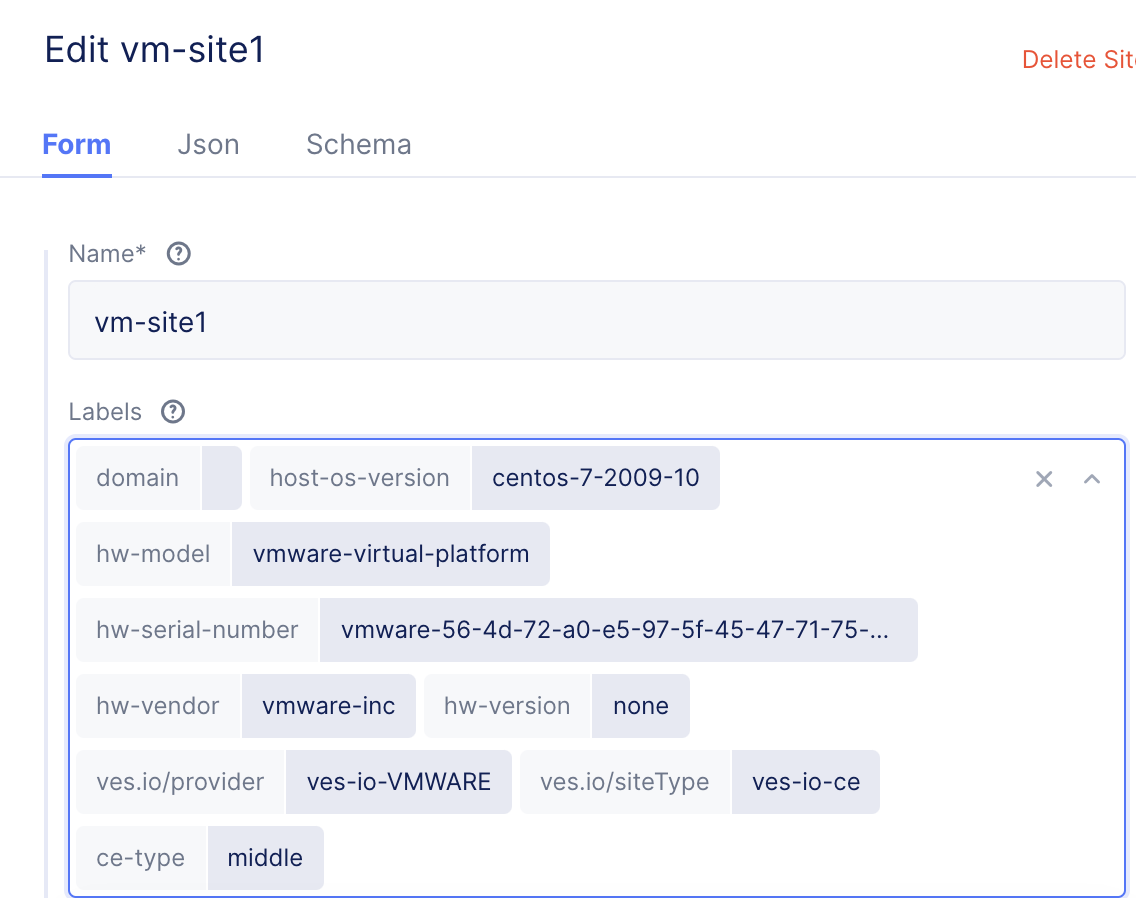 Edit vm-site1
Delete Sit
Form Json Schema
Name*
vm-site1
Labels
domain host-os-version centos-7-2009-10
hw-model vmware-virtual-platform
hw-serial-number vmware-56-4d-72-a0-e5-97-5f-45-47-71-75-...
hw-vendor vmware-inc hw-version none
ves.io/provider ves-io-VMWARE ves.io/siteType ves-io-ce
ce-type middle